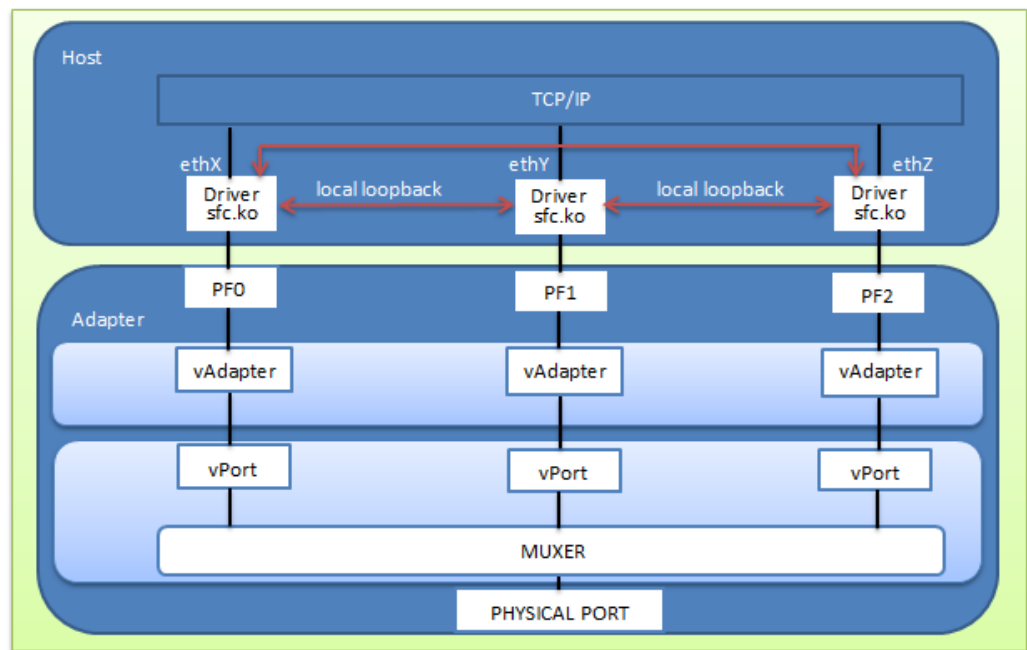 Host
TCP/IP
ethX
ethY
ethZ
Driver
sfc.ko
local loopback
Driver
sfc.ko
local loopback
Driver
sfc.ko
PF0
PF1
PF2
Adapter
vAdapter
vAdapter
vAdapter
vPort
vPort
vPort
MUXER
PHYSICAL PORT